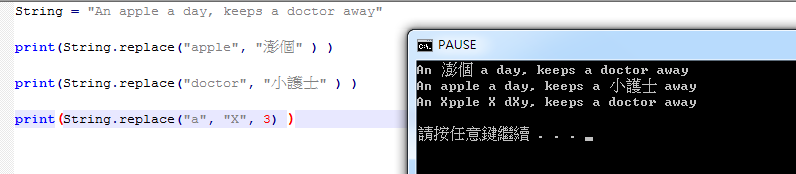 String = "An apple a day, keeps a doctor away"
print(String.replace("apple", "澎個" ) )
print(String.replace("doctor", "小護士" ) )
print(String.replace("a", "X", 3) )
PAUSE
An 澎個 a day, keeps a doctor away
An apple a day, keeps a 小護士 away
An Xpple X dXy, keeps a doctor away
請按任意鍵繼續 . . .